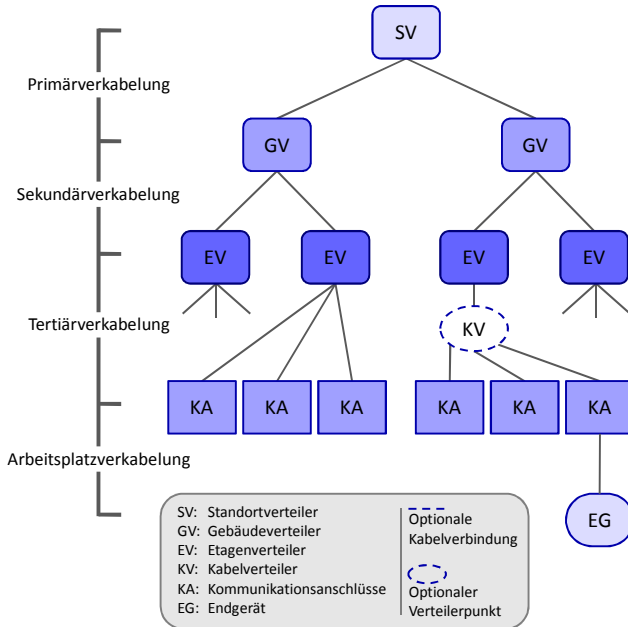 SV
Primärverkabelung
GV GV
Sekundärverkabelung
EV EV EV EV
Tertiärverkabelung
KV
KA KA KA KA KA KA
Arbeitsplatzverkabelung
EG
SV: Standortverteiler
GV: Gebäudeverteiler
EV: Etagenverteiler
KV: Kabelverteiler
KA: Kommunikationsanschlüsse
EG: Endgerät
Optionale
Kabelverbindung
Optionaler
Verteilerpunkt